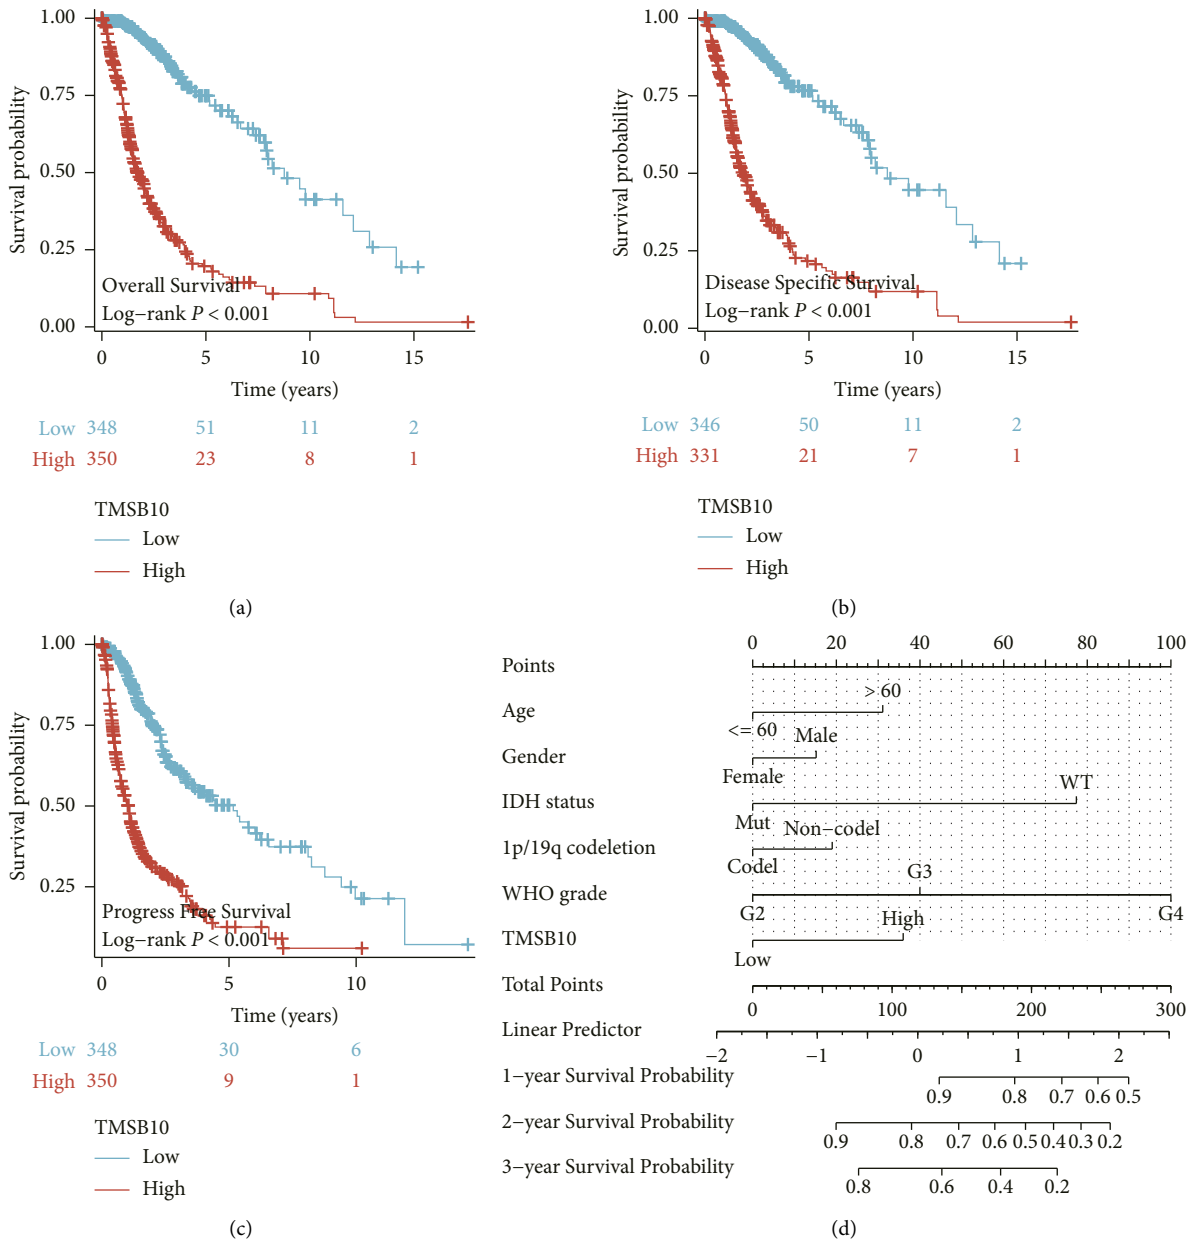 1.00
0.75
0.50
0.25
0.00
Survival probability
Overall Survival
Log−rank P < 0.001
0 5 10 15
Time (years)
Low 348 51 11 2
High 350 23 8 1
TMSB10
Low
High
(a)
1.00
0.75
0.50
0.25
0.00
Survival probability
Disease Specific Survival
Log−rank P < 0.001
0 5 10 15
Time (years)
Low 346 50 11 2
High 331 21 7 1
TMSB10
Low
High
(b)
1.00
0.75
0.50
0.25
Survival probability
Progress Free Survival
Log−rank P < 0.001
0 5 10
Time (years)
Low 348 30 6
High 350 9 1
TMSB10
Low
High
(c)
0 20 40 60 80 100
Points
> 60
Age
<= 60
Male
Gender
Female
WT
IDH status
Mut
Non−codel
1p/19q codeletion
Codel
G3
WHO grade
G2 G4
High
TMSB10
Low
Total Points
0 100 200 300
Linear Predictor
−2 −1 0 1 2
1−year Survival Probability
0.9 0.8 0.7 0.6 0.5
2−year Survival Probability
0.9 0.8 0.7 0.6 0.5 0.4 0.3 0.2
3−year Survival Probability
0.8 0.6 0.4 0.2
(d)